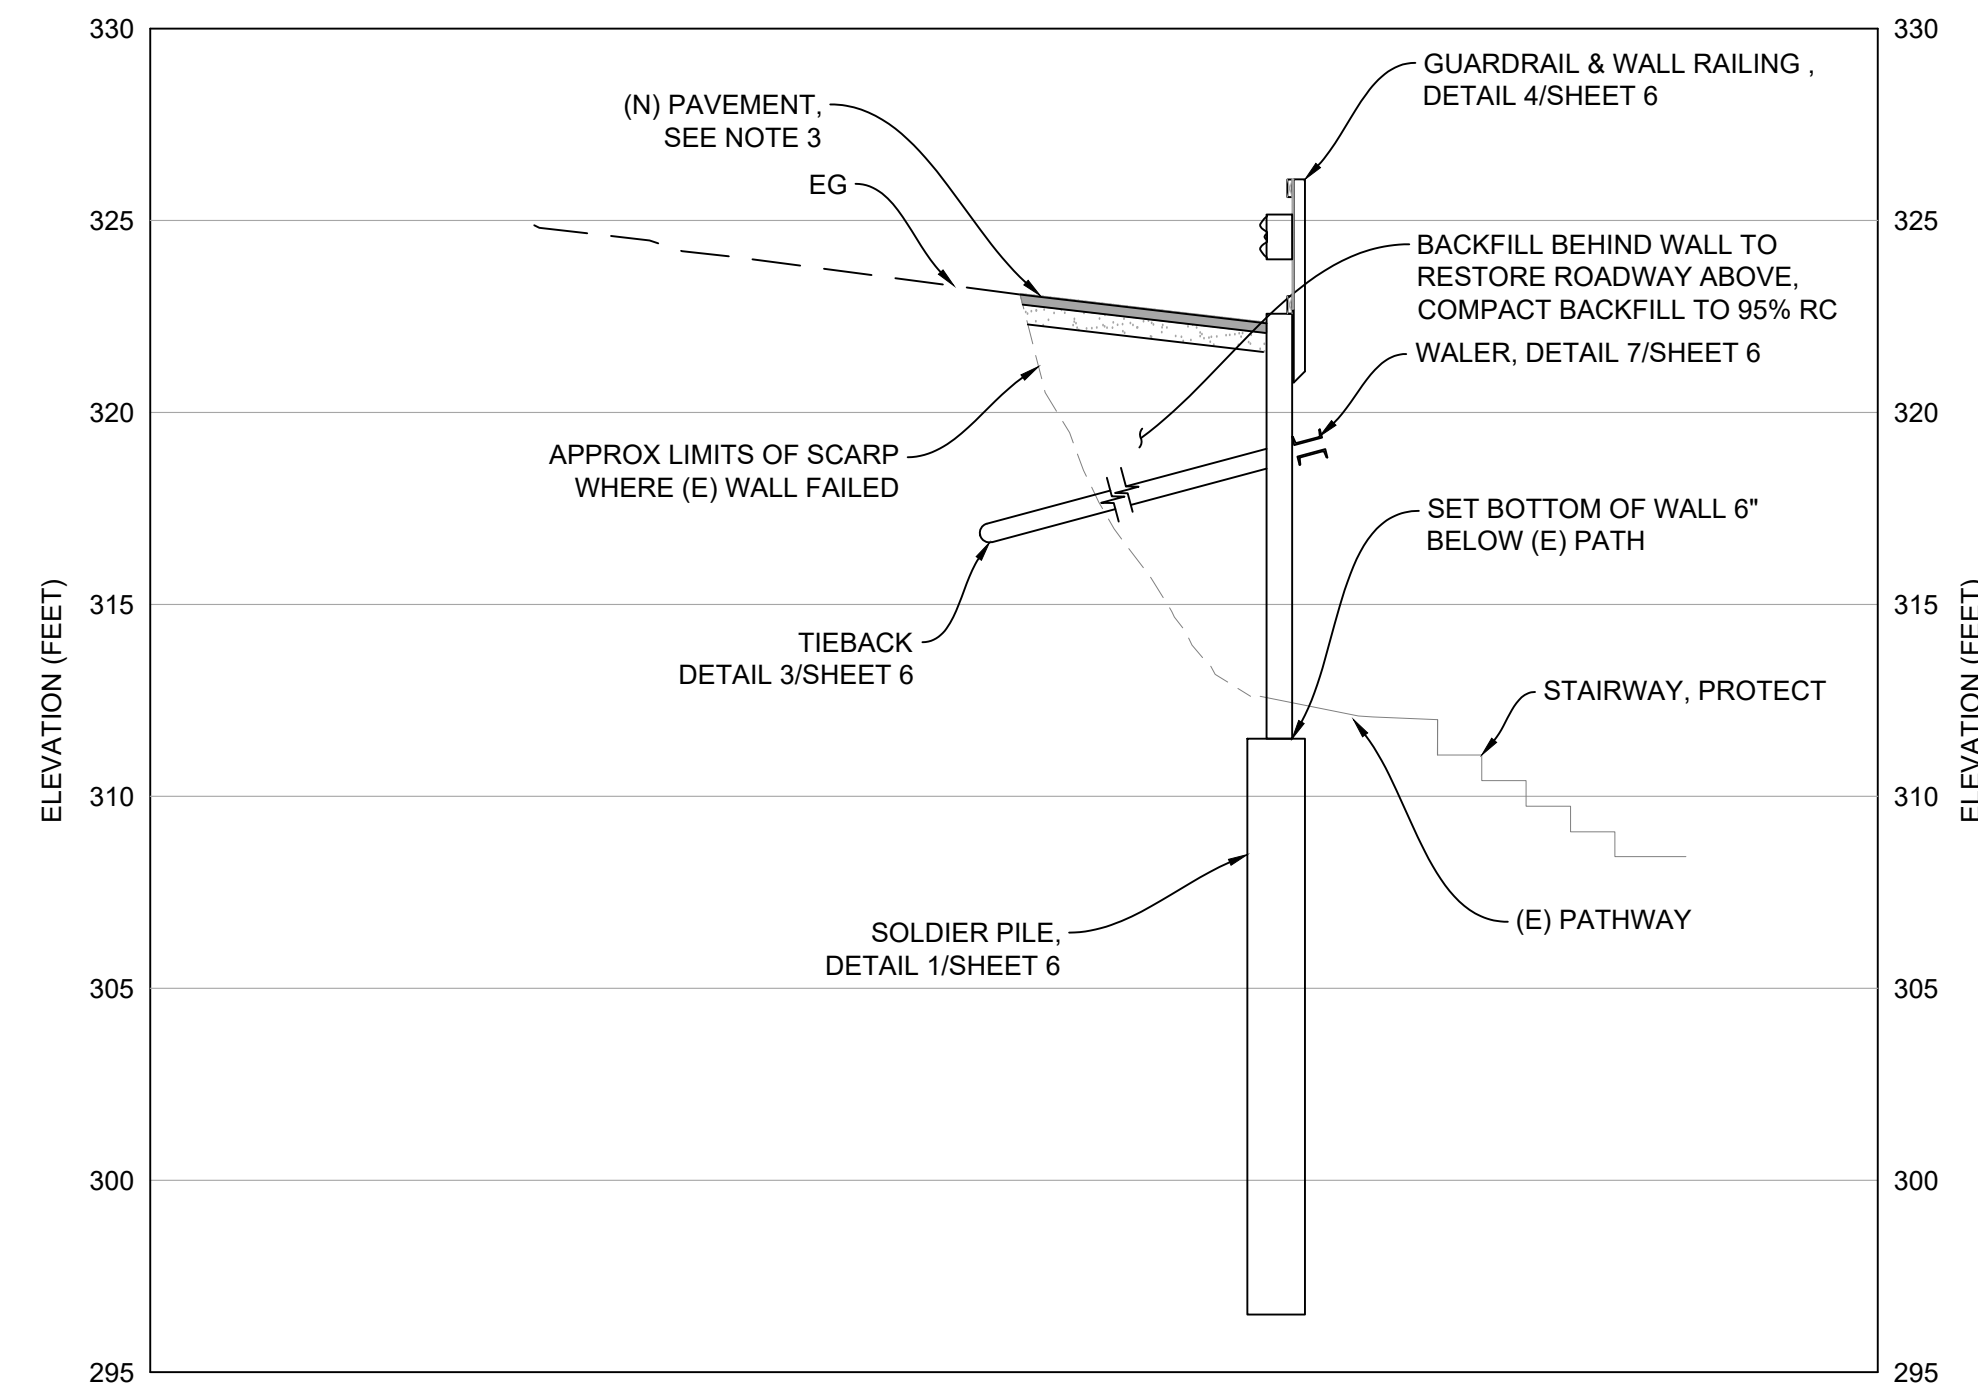 330
330
GUARDRAIL & WALL RAILING ,
DETAIL 4/SHEET 6
(N) PAVEMENT,
SEE NOTE 3
EG
325
325
BACKFILL BEHIND WALL TO
RESTORE ROADWAY ABOVE,
COMPACT BACKFILL TO 95% RC
WALER, DETAIL 7/SHEET 6
320
320
APPROX LIMITS OF SCARP
WHERE (E) WALL FAILED
SET BOTTOM OF WALL 6"
BELOW (E) PATH
315
315
TIEBACK
DETAIL 3/SHEET 6
STAIRWAY, PROTECT
ELEVATION (FEET)
ELEVATION (FEET)
310
310
(E) PATHWAY
SOLDIER PILE,
DETAIL 1/SHEET 6
305
305
300
300
295
295